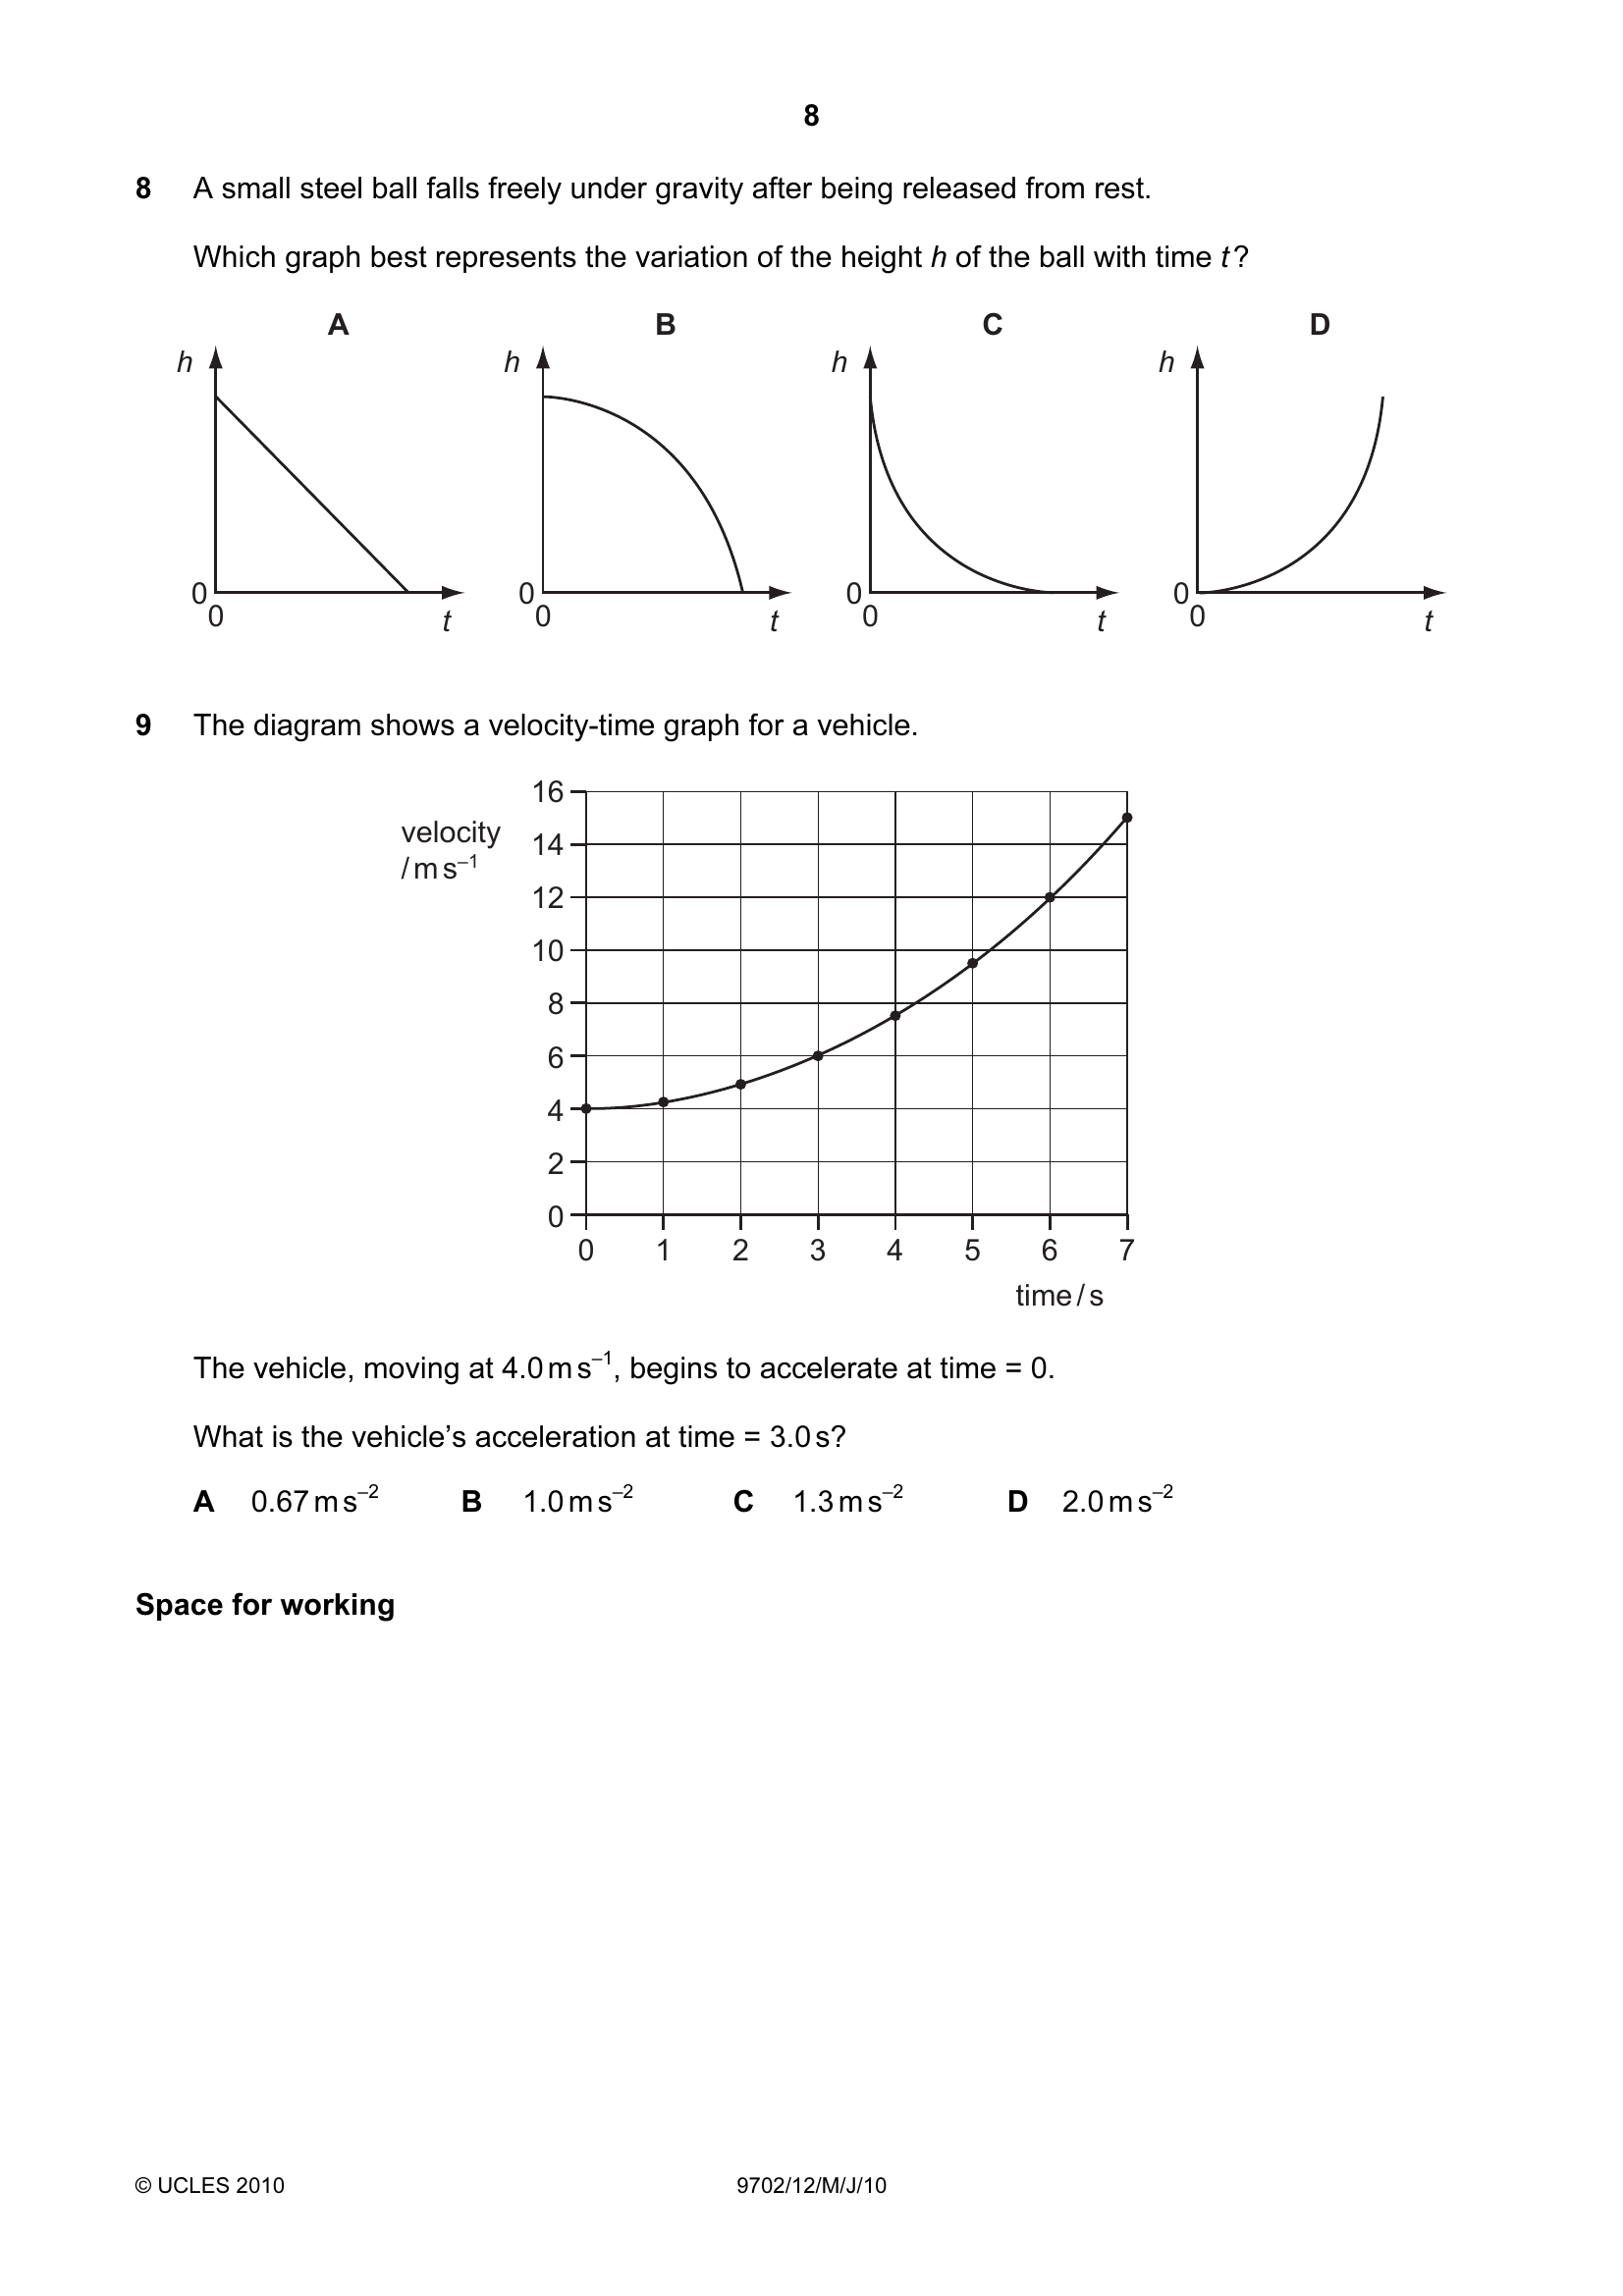 8
8 A small steel ball falls freely under gravity after being released from rest.
Which graph best represents the variation of the height h of the ball with time t?
A B C D
h h h h
0 0 0 0
0 0 0 0
t t t t
9 The diagram shows a velocity-time graph for a vehicle.
16
velocity
14
/ m s⁻¹
12
10
8
6
4
2
0
0 1 2 3 4 5 6 7
time / s
The vehicle, moving at 4.0 m s⁻¹, begins to accelerate at time = 0.
What is the vehicle’s acceleration at time = 3.0 s?
A 0.67 m s⁻² B 1.0 m s⁻² C 1.3 m s⁻² D 2.0 m s⁻²
Space for working
© UCLES 2010 9702/12/M/J/10